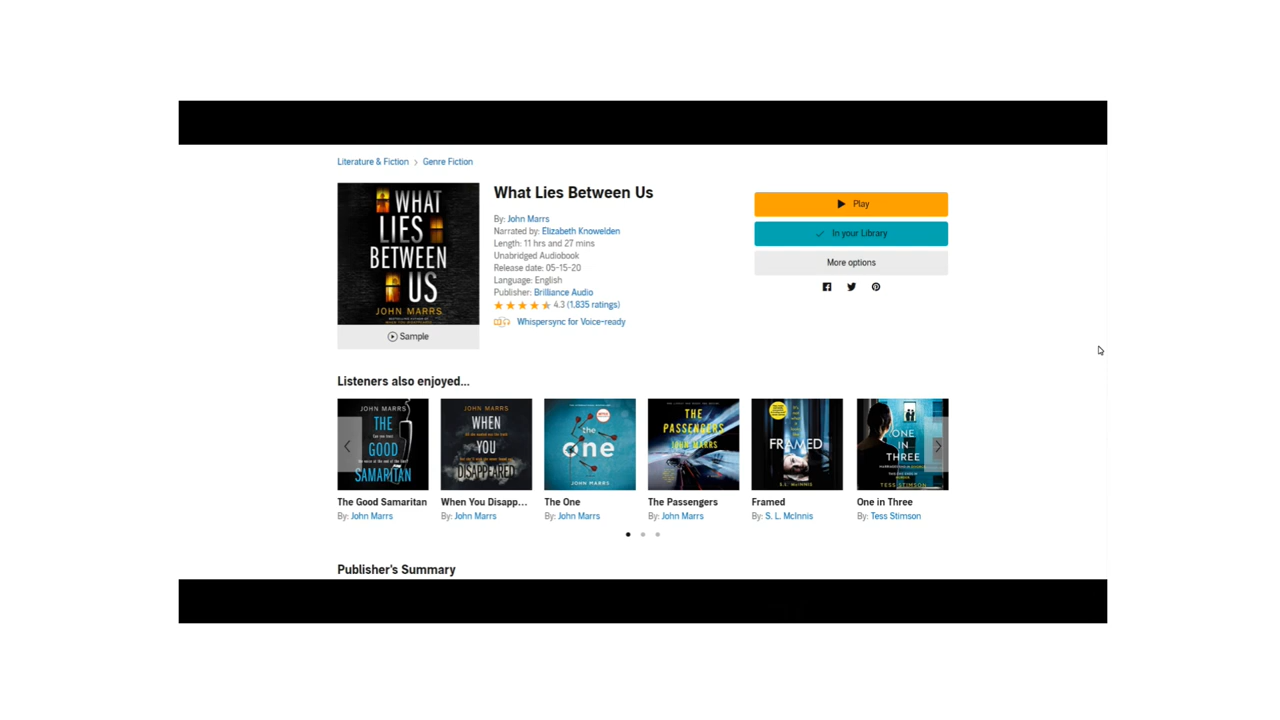 Literature & Fiction > Genre Fiction
WHAT
LIES
BETWEEN
US
JOHN MARRS
Sample
What Lies Between Us
By: John Marrs
Narrated by: Elizabeth Knowelden
Length: 11 hrs and 27 mins
Unabridged Audiobook
Release date: 05-15-20
Language: English
Publisher: Brilliance Audio
4.3 (1,835 ratings)
Whispersync for Voice-ready
Play
In your Library
More options
Listeners also enjoyed...
JOHN MARRS
THE
GOOD
SAMARITAN
JOHN MARRS
WHEN
YOU
DISAPPEARED
the
one
JOHN MARRS
THE
PASSENGERS
JOHN MARRS
FRAMED
S.L. McINNIS
ONE
IN
THREE
TESS STIMSON
The Good Samaritan
By: John Marrs
When You Disapp...
By: John Marrs
The One
By: John Marrs
The Passengers
By: John Marrs
Framed
By: S. L. McInnis
One in Three
By: Tess Stimson
Publisher's Summary